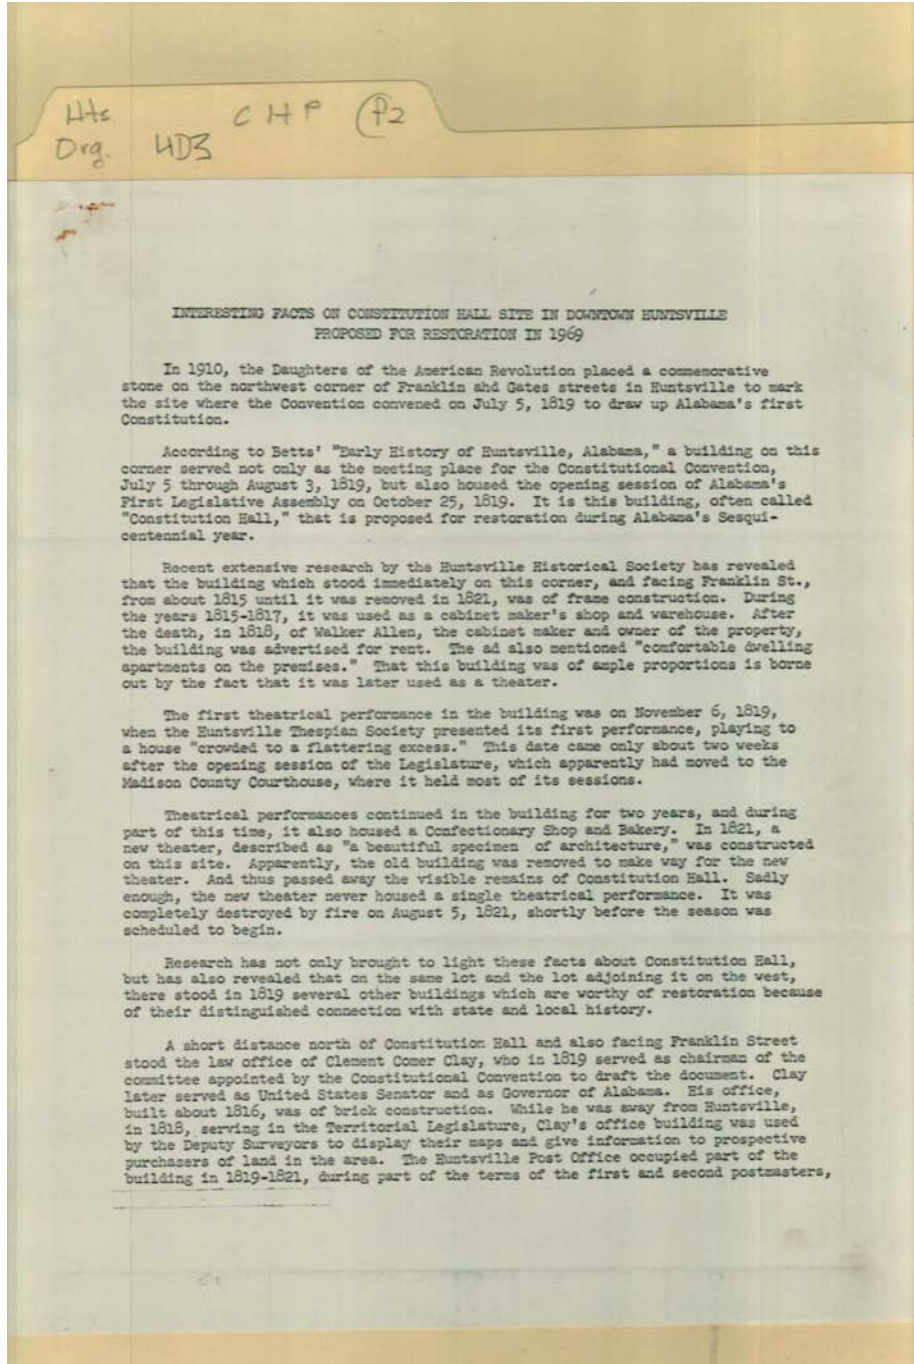 Hts. C H P P2
Org. 4D3
INTERESTING FACTS ON CONSTITUTION HALL SITE IN DOWNTOWN HUNTSVILLE
PROPOSED FOR RESTORATION IN 1969
In 1910, the Daughters of the American Revolution placed a commemorative
stone on the northwest corner of Franklin ahd Gates streets in Huntsville to mark
the site where the Convention convened on July 5, 1819 to draw up Alabama's first
Constitution.
According to Betts' "Early History of Huntsville, Alabama," a building on this
corner served not only as the meeting place for the Constitutional Convention,
July 5 through August 3, 1819, but also housed the opening session of Alabama's
First Legislative Assembly on October 25, 1819. It is this building, often called
"Constitution Hall," that is proposed for restoration during Alabama's Sesqui-
centennial year.
Recent extensive research by the Huntsville Historical Society has revealed
that the building which stood immediately on this corner, and facing Franklin St.,
from about 1815 until it was removed in 1821, was of frame construction. During
the years 1815-1817, it was used as a cabinet maker's shop and warehouse. After
the death, in 1818, of Walker Allen, the cabinet maker and owner of the property,
the building was advertised for rent. The ad also mentioned "comfortable dwelling
apartments on the premises." That this building was of ample proportions is borne
out by the fact that it was later used as a theater.
The first theatrical performance in the building was on November 6, 1819,
when the Huntsville Thespian Society presented its first performance, playing to
a house "crowded to a flattering excess." This date came only about two weeks
after the opening session of the Legislature, which apparently had moved to the
Madison County Courthouse, where it held most of its sessions.
Theatrical performances continued in the building for two years, and during
part of this time, it also housed a Confectionary Shop and Bakery. In 1821, a
new theater, described as "a beautiful specimen of architecture," was constructed
on this site. Apparently, the old building was removed to make way for the new
theater. And thus passed away the visible remains of Constitution Hall. Sadly
enough, the new theater never housed a single theatrical performance. It was
completely destroyed by fire on August 5, 1821, shortly before the season was
scheduled to begin.
Research has not only brought to light these facts about Constitution Hall,
but has also revealed that on the same lot and the lot adjoining it on the west,
there stood in 1819 several other buildings which are worthy of restoration because
of their distinguished connection with state and local history.
A short distance north of Constitution Hall and also facing Franklin Street
stood the law office of Clement Comer Clay, who in 1819 served as chairman of the
committee appointed by the Constitutional Convention to draft the document. Clay
later served as United States Senator and as Governor of Alabama. His office,
built about 1816, was of brick construction. While he was away from Huntsville,
in 1818, serving in the Territorial Legislature, Clay's office building was used
by the Deputy Surveyors to display their maps and give information to prospective
purchasers of land in the area. The Huntsville Post Office occupied part of the
building in 1819-1821, during part of the terms of the first and second postmasters,